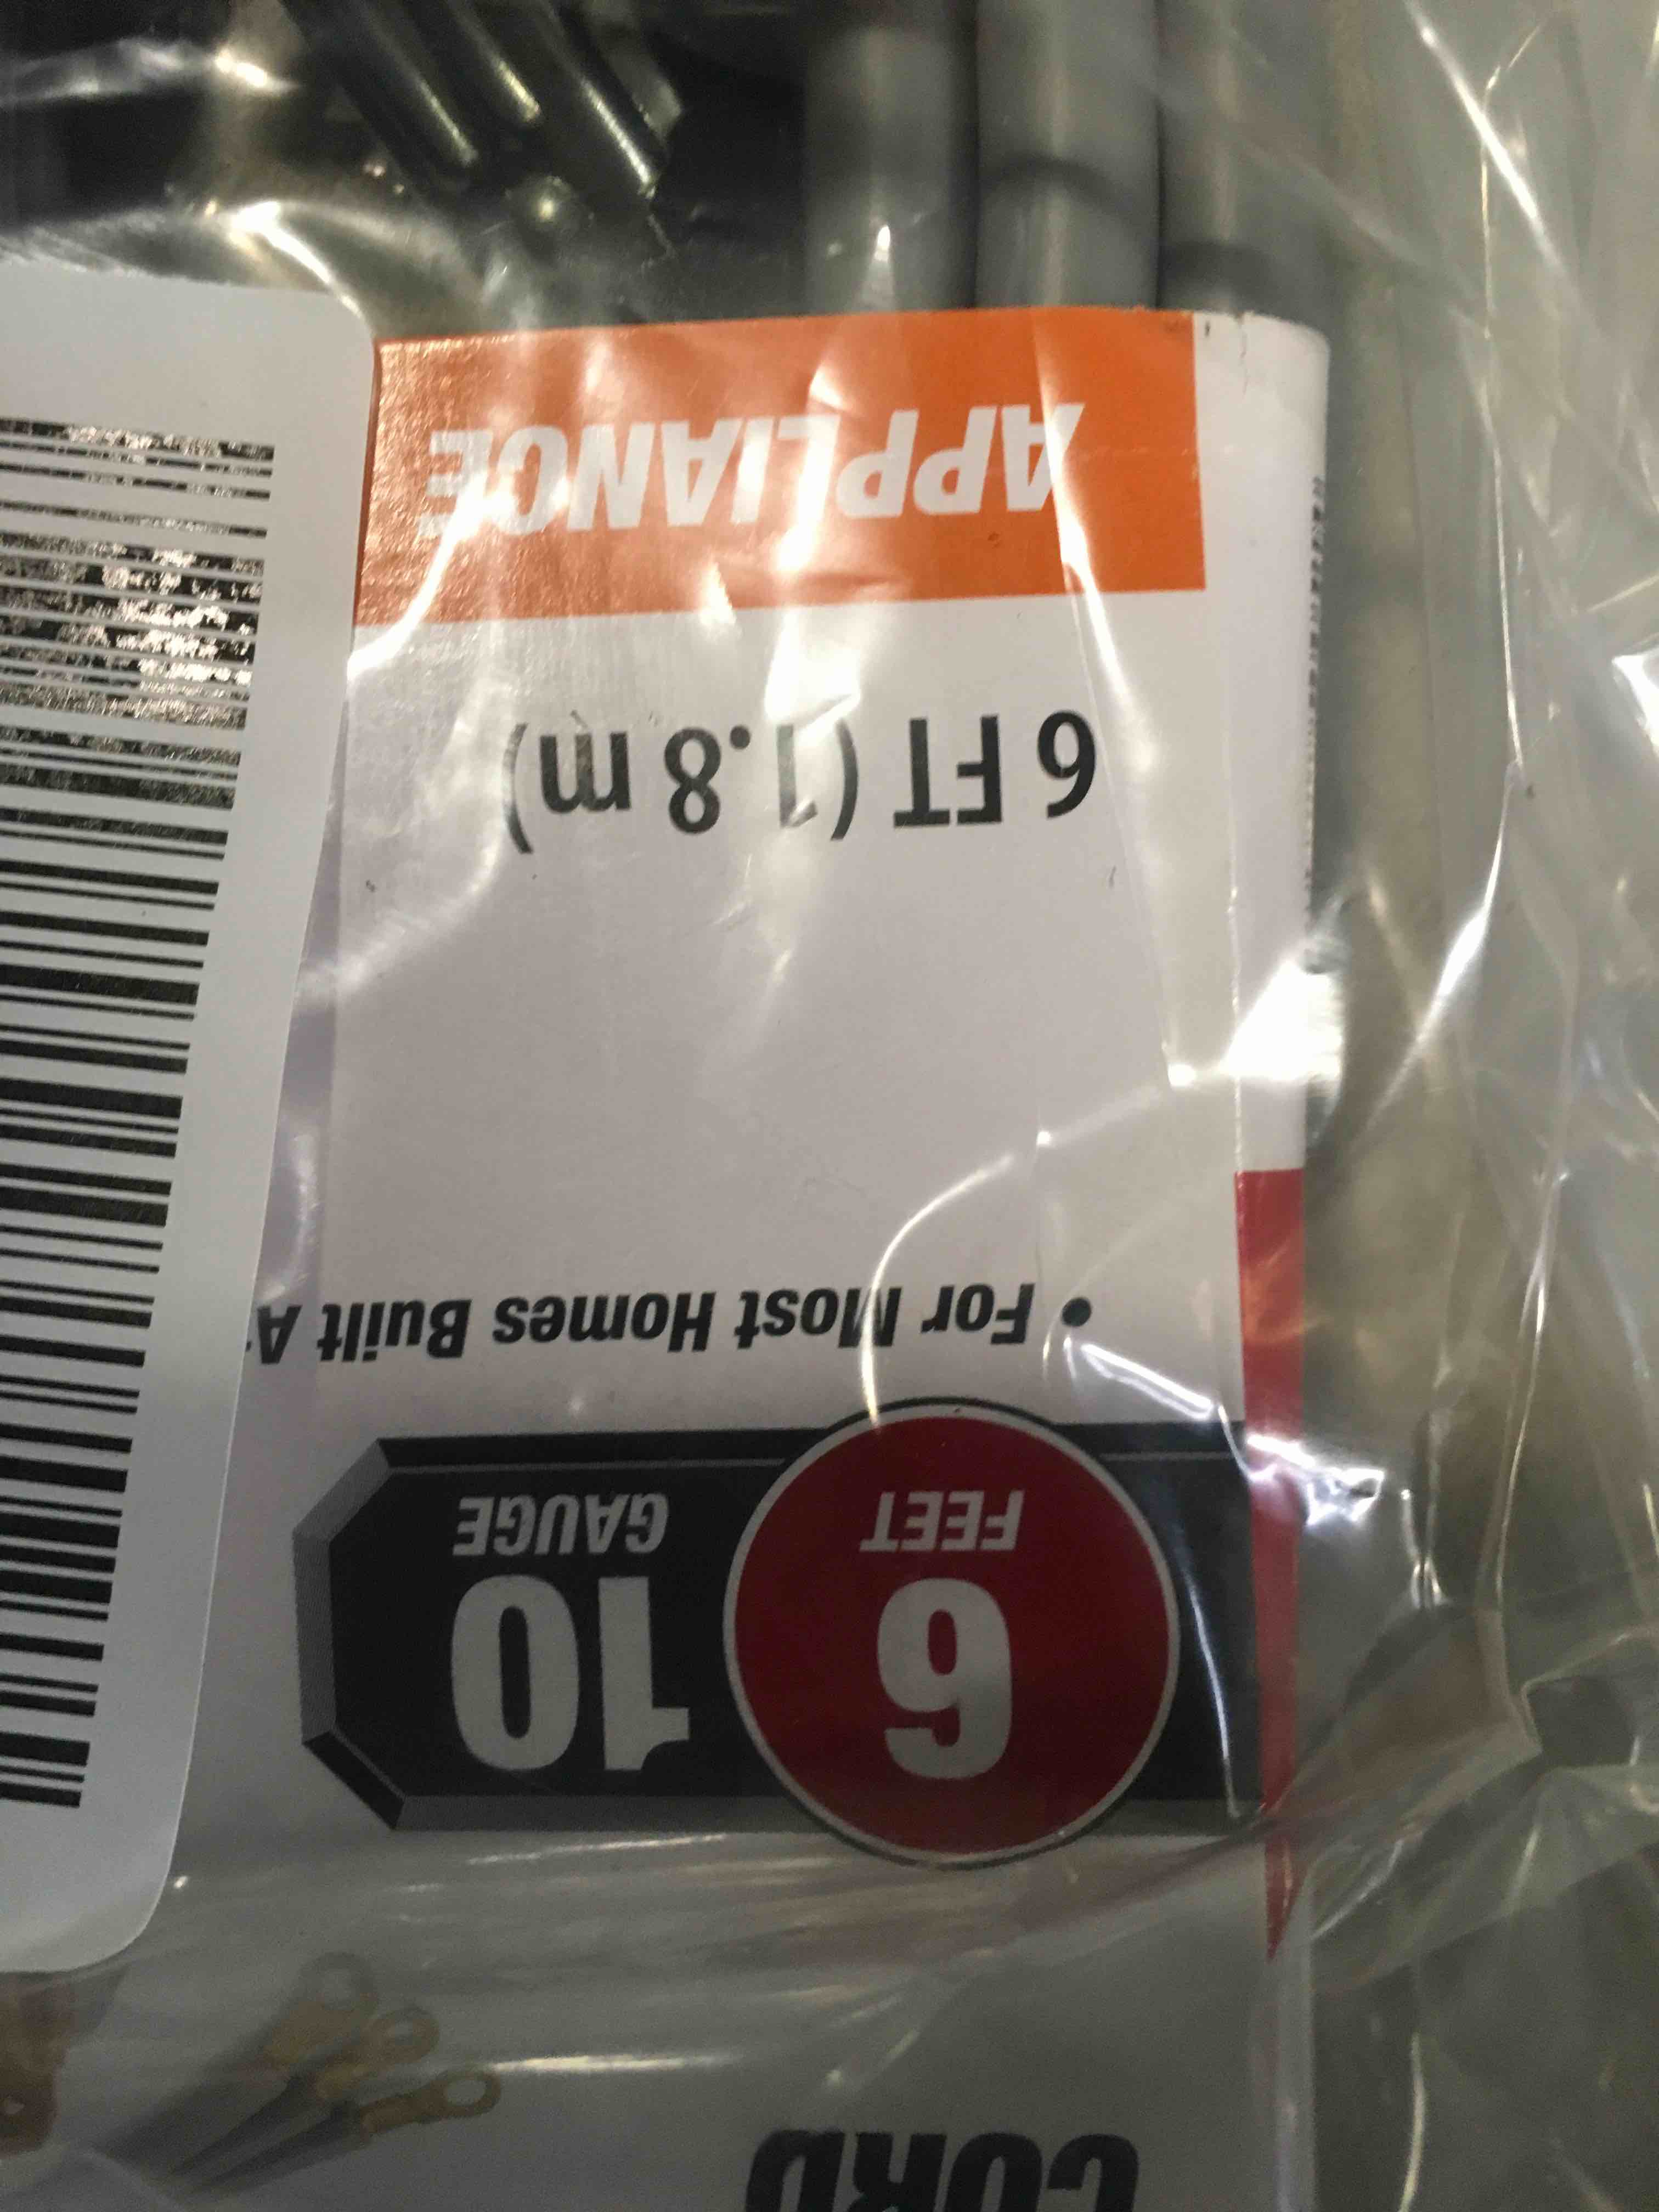 CORD
6
FEET
10
GAUGE
• For Most Homes Built
6 FT (1.8 m)
APPLIANCE